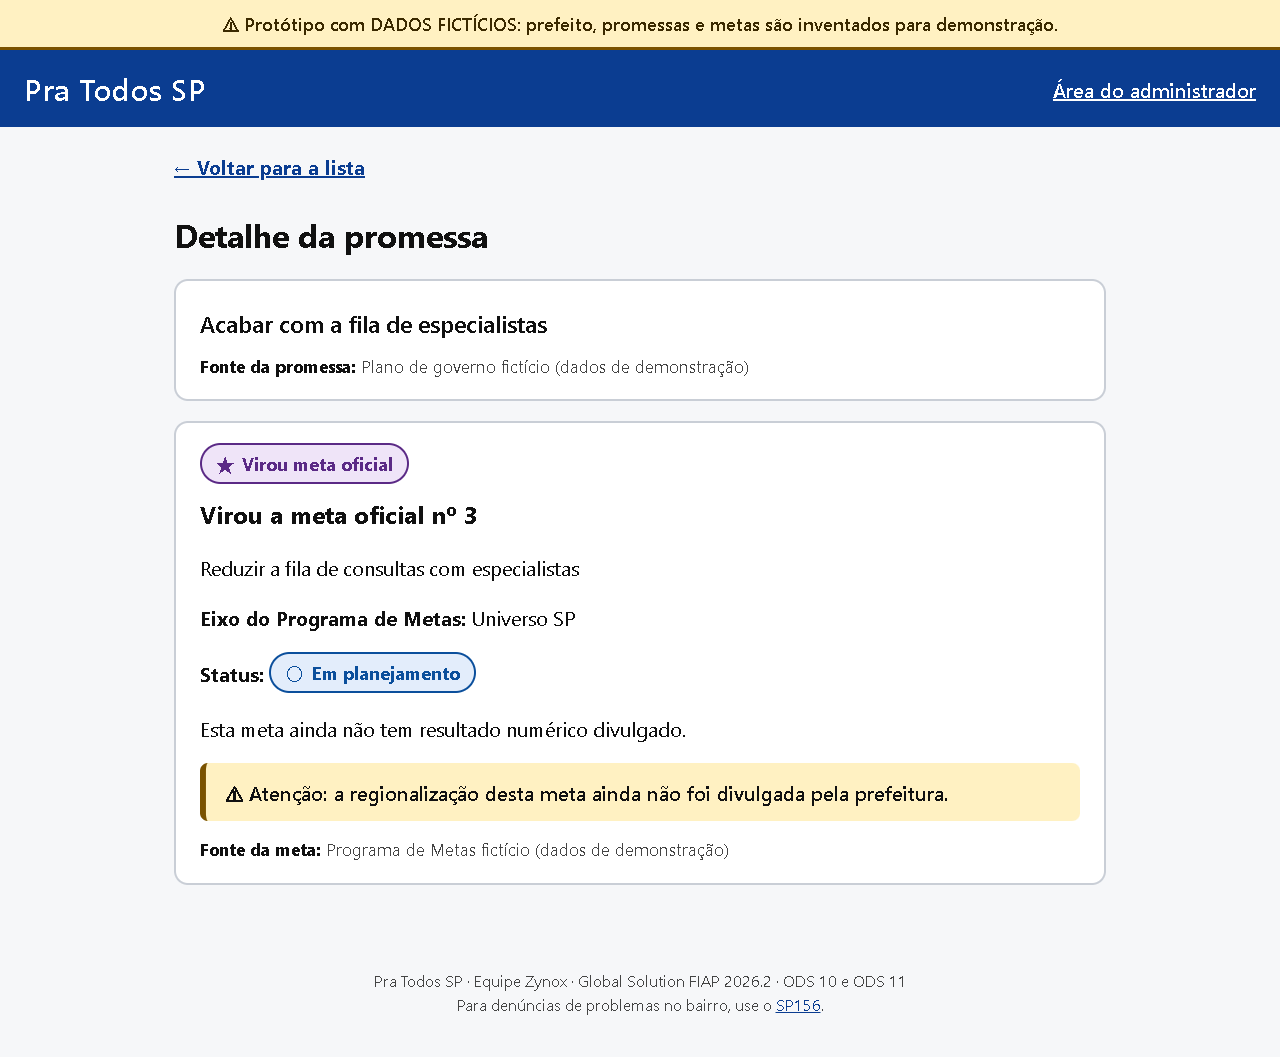 ⚠ Protótipo com DADOS FICTÍCIOS: prefeito, promessas e metas são inventados para demonstração.
Pra Todos SP
Área do administrador
← Voltar para a lista
Detalhe da promessa
Acabar com a fila de especialistas
Fonte da promessa: Plano de governo fictício (dados de demonstração)
★ Virou meta oficial
Virou a meta oficial nº 3
Reduzir a fila de consultas com especialistas
Eixo do Programa de Metas: Universo SP
Status: ○ Em planejamento
Esta meta ainda não tem resultado numérico divulgado.
⚠ Atenção: a regionalização desta meta ainda não foi divulgada pela prefeitura.
Fonte da meta: Programa de Metas fictício (dados de demonstração)
Pra Todos SP · Equipe Zynox · Global Solution FIAP 2026.2 · ODS 10 e ODS 11
Para denúncias de problemas no bairro, use o SP156.